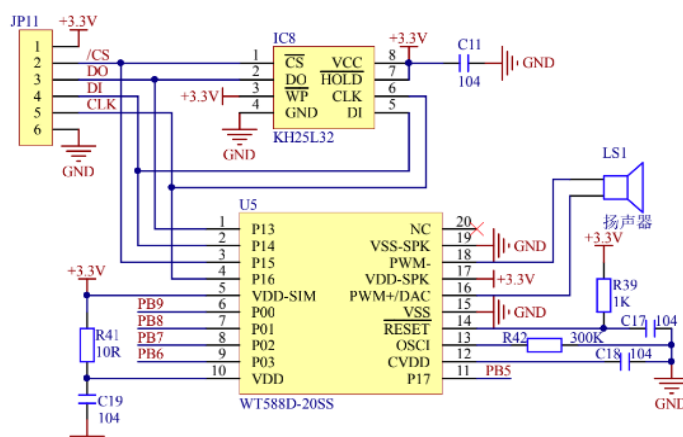 JP11
+3.3V
1
2
3
4
5
6
/CS
DO
DI
CLK
GND
IC8
1
2
3
4
CS
DO
WP
GND
VCC
HOLD
CLK
DI
8
7
6
5
KH25L32
+3.3V
GND
+3.3V
C11
104
GND
LS1
扬声器
U5
1
2
3
4
5
6
7
8
9
10
P13
P14
P15
P16
VDD-SIM
P00
P01
P02
P03
VDD
NC
VSS-SPK
PWM-
VDD-SPK
PWM+/DAC
VSS
RESET
OSCI
CVDD
P17
20
19
18
17
16
15
14
13
12
11
WT588D-20SS
GND
+3.3V
GND
+3.3V
R39
1K
C17
104
R42
300K
C18
104
PB5
GND
+3.3V
PB9
PB8
PB7
PB6
R41
10R
C19
104